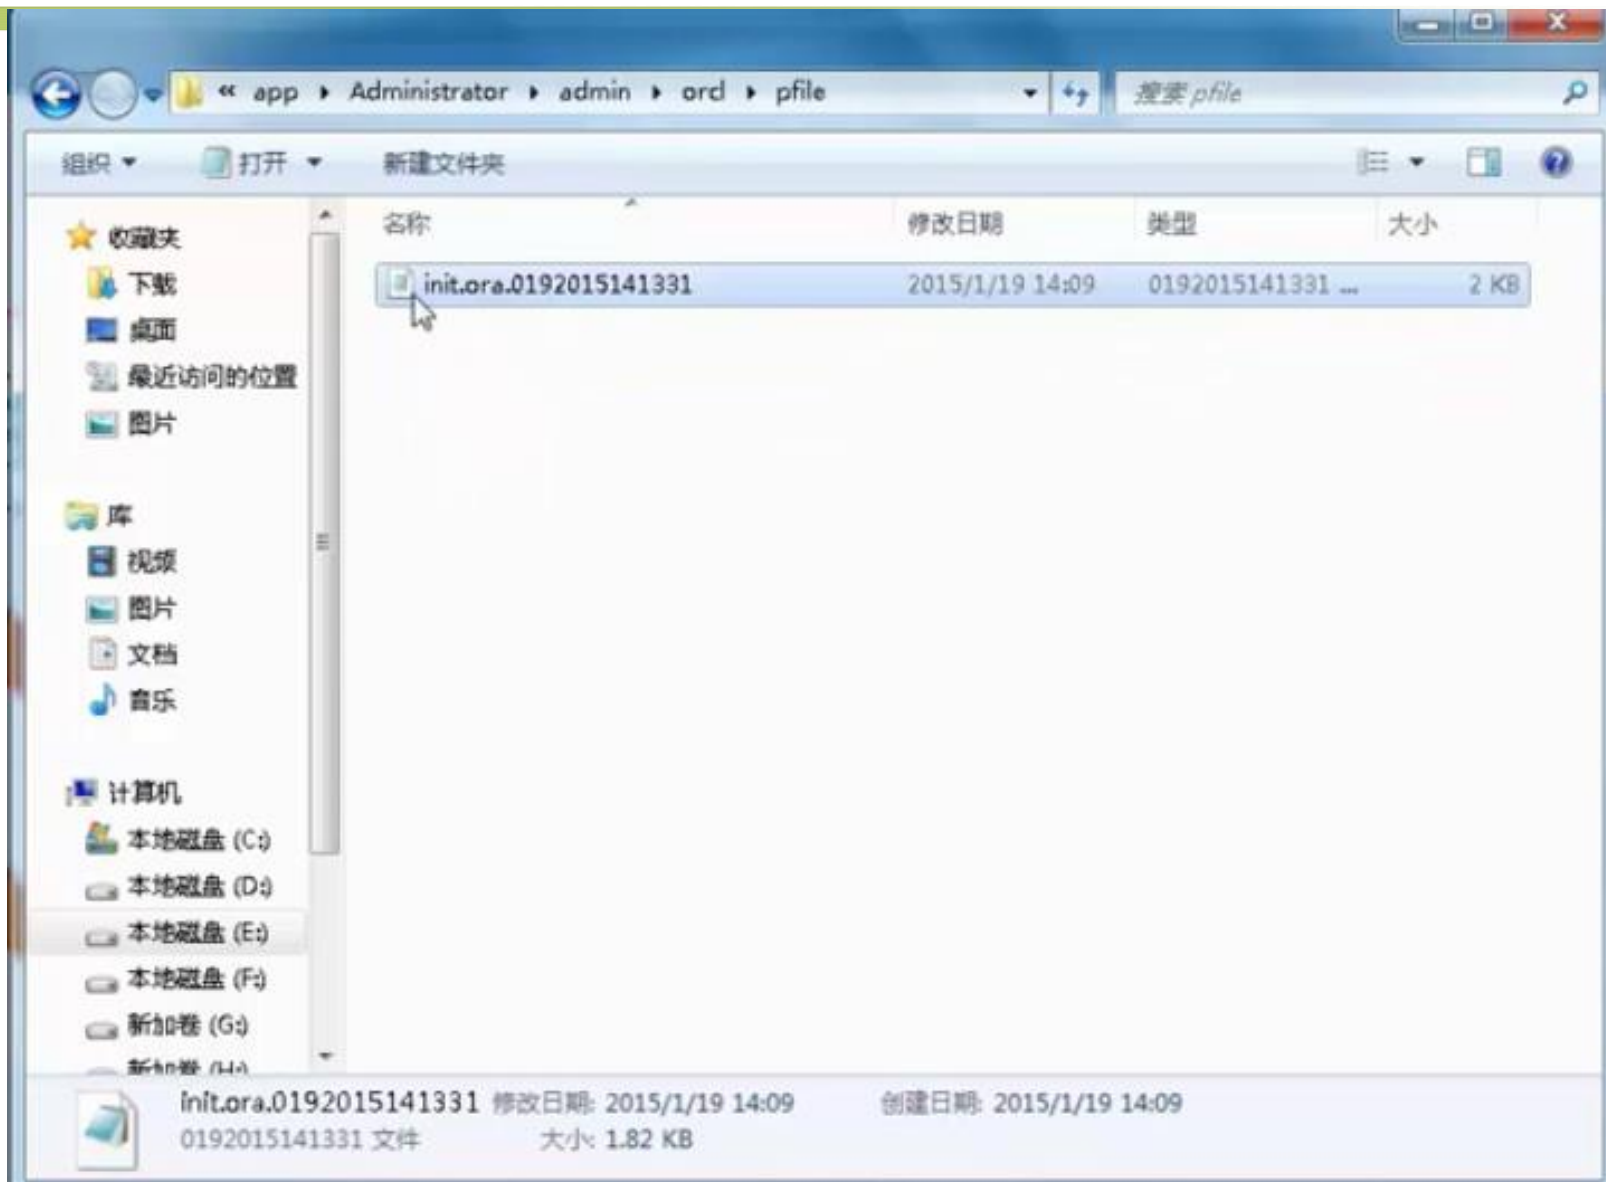 « app ▸ Administrator ▸ admin ▸ orcl ▸ pfile
搜索 pfile
组织 打开 新建文件夹
名称 修改日期 类型 大小
init.ora.0192015141331 2015/1/19 14:09 0192015141331 ... 2 KB
收藏夹
下载
桌面
最近访问的位置
图片
库
视频
图片
文档
音乐
计算机
本地磁盘 (C:)
本地磁盘 (D:)
本地磁盘 (E:)
本地磁盘 (F:)
新加卷 (G:)
新加卷 (H:)
init.ora.0192015141331 修改日期: 2015/1/19 14:09 创建日期: 2015/1/19 14:09
0192015141331 文件 大小: 1.82 KB